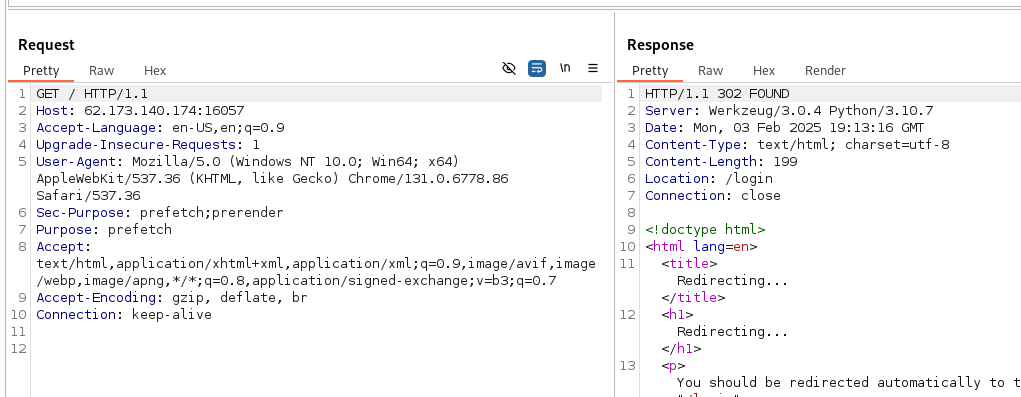 Request
Pretty Raw Hex
\n
1 GET / HTTP/1.1
2 Host: 62.173.140.174:16057
3 Accept-Language: en-US,en;q=0.9
4 Upgrade-Insecure-Requests: 1
5 User-Agent: Mozilla/5.0 (Windows NT 10.0; Win64; x64)
AppleWebKit/537.36 (KHTML, like Gecko) Chrome/131.0.6778.86
Safari/537.36
6 Sec-Purpose: prefetch;prerender
7 Purpose: prefetch
8 Accept:
text/html,application/xhtml+xml,application/xml;q=0.9,image/avif,image
/webp,image/apng,*/*;q=0.8,application/signed-exchange;v=b3;q=0.7
9 Accept-Encoding: gzip, deflate, br
10 Connection: keep-alive
11
12
Response
Pretty Raw Hex Render
1 HTTP/1.1 302 FOUND
2 Server: Werkzeug/3.0.4 Python/3.10.7
3 Date: Mon, 03 Feb 2025 19:13:16 GMT
4 Content-Type: text/html; charset=utf-8
5 Content-Length: 199
6 Location: /login
7 Connection: close
8
9 <!doctype html>
10 <html lang=en>
11 <title>
Redirecting...
</title>
12 <h1>
Redirecting...
</h1>
13 <p>
You should be redirected automatically to t